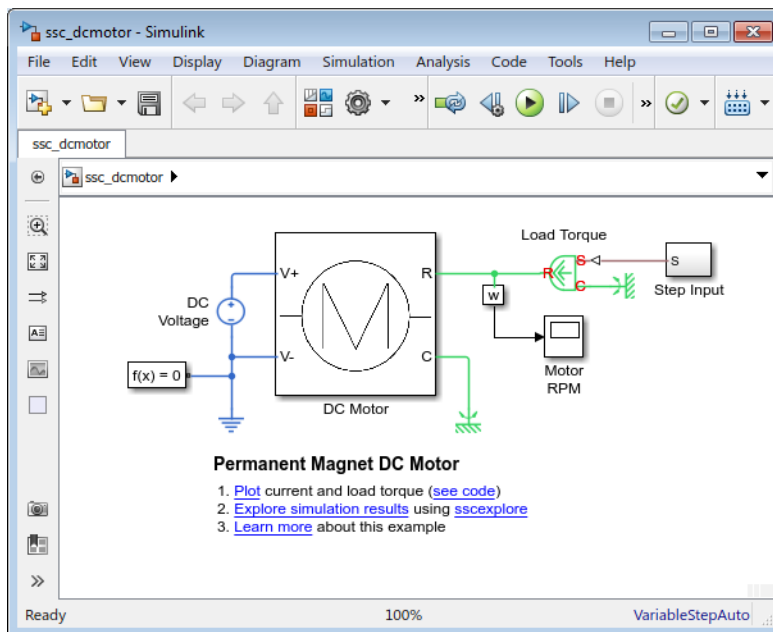 ssc_dcmotor - Simulink
File Edit View Display Diagram Simulation Analysis Code Tools Help
ssc_dcmotor
ssc_dcmotor
Load Torque
V+
R
R
S
C
S
Step Input
DC
Voltage
w
M
f(x) = 0
V-
C
Motor
RPM
DC Motor
Permanent Magnet DC Motor
1. Plot current and load torque (see code)
2. Explore simulation results using sscexplore
3. Learn more about this example
Ready 100% VariableStepAuto